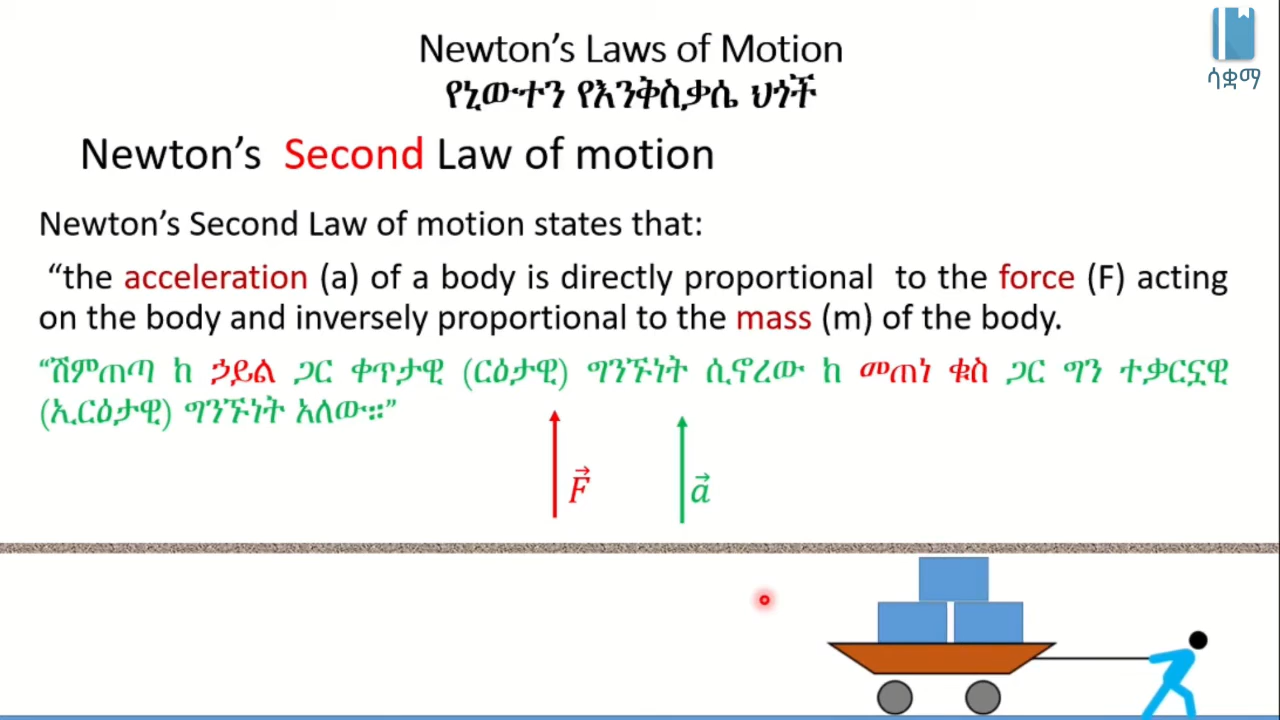 Newton's Laws of Motion
የኒውተን የእንቅስቃሴ ህጎች
ሳቋማ
Newton's Second Law of motion
Newton's Second Law of motion states that:
“the acceleration (a) of a body is directly proportional to the force (F) acting
on the body and inversely proportional to the mass (m) of the body.
“ሽምጠጣ ከ ኃይል ጋር ቀጥታዊ (ርዕታዊ) ግንኙነት ሲኖረው ከ መጠነ ቁስ ጋር ግን ተቃርኗዊ
(ኢርዕታዊ) ግንኙነት አለው።”
F⃗ a⃗